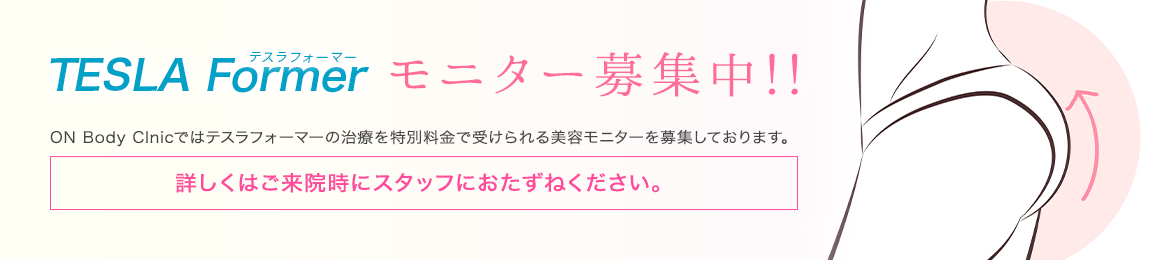 テスラフォーマー
TESLA Former モニター募集中!!
ON Body Clnicではテスラフォーマーの治療を特別料金で受けられる美容モニターを募集しております。
詳しくはご来院時にスタッフにおたずねください。